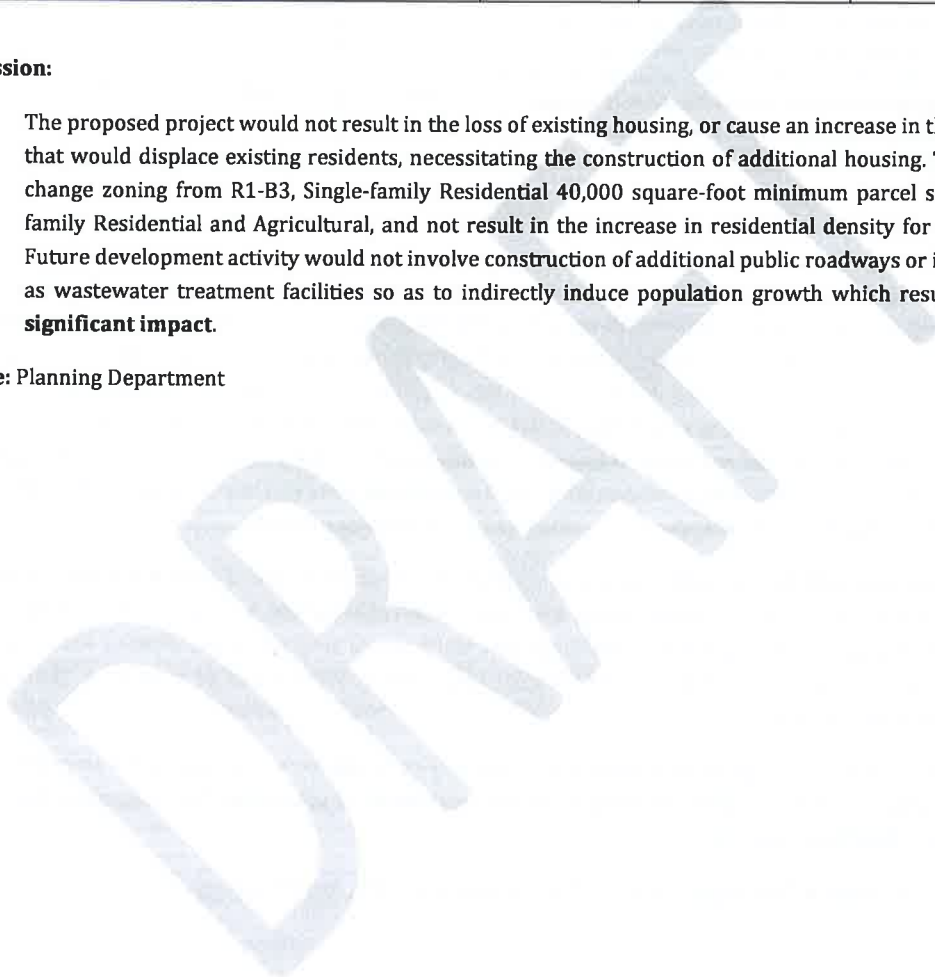 ssion:
The proposed project would not result in the loss of existing housing, or cause an increase in t
that would displace existing residents, necessitating the construction of additional housing.
change zoning from R1-B3, Single-family Residential 40,000 square-foot minimum parcel s
family Residential and Agricultural, and not result in the increase in residential density for
Future development activity would not involve construction of additional public roadways or i
as wastewater treatment facilities so as to indirectly induce population growth which resu
significant impact.
e: Planning Department
DRAFT